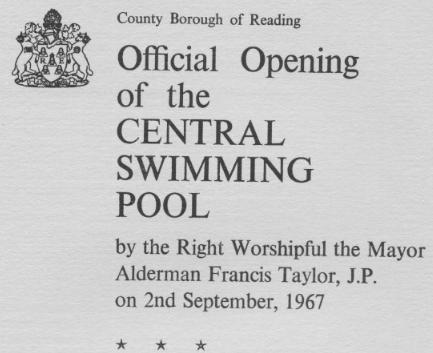 County Borough of Reading
Official Opening
of the
CENTRAL
SWIMMING
POOL
by the Right Worshipful the Mayor
Alderman Francis Taylor, J.P.
on 2nd September, 1967
★ ★ ★